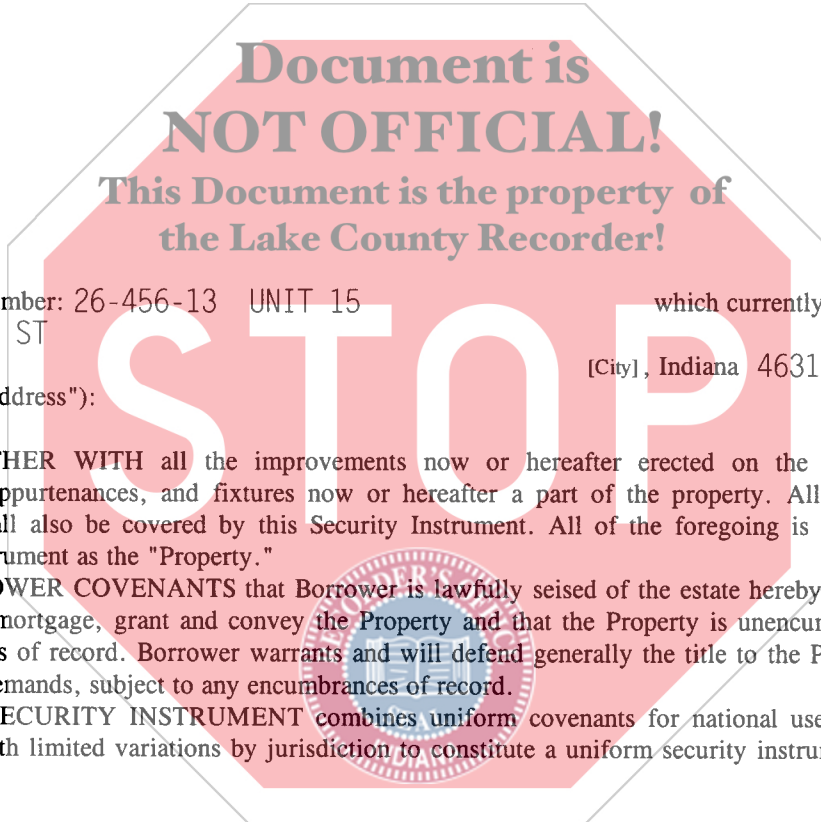 Document is
NOT OFFICIAL!
This Document is the property of
the Lake County Recorder!
mber: 26-456-13 UNIT 15 which currently
ST
[City], Indiana 4631
ddress"):
STOP
HER WITH all the improvements now or hereafter erected on the
ppurtenances, and fixtures now or hereafter a part of the property. All
ll also be covered by this Security Instrument. All of the foregoing is
rument as the "Property."
OWER COVENANTS that Borrower is lawfully seised of the estate hereby
mortgage, grant and convey the Property and that the Property is unencum
s of record. Borrower warrants and will defend generally the title to the P
emands, subject to any encumbrances of record.
ECURITY INSTRUMENT combines uniform covenants for national use
th limited variations by jurisdiction to constitute a uniform security instru
RECORDER'S OFFICE
INDIANA